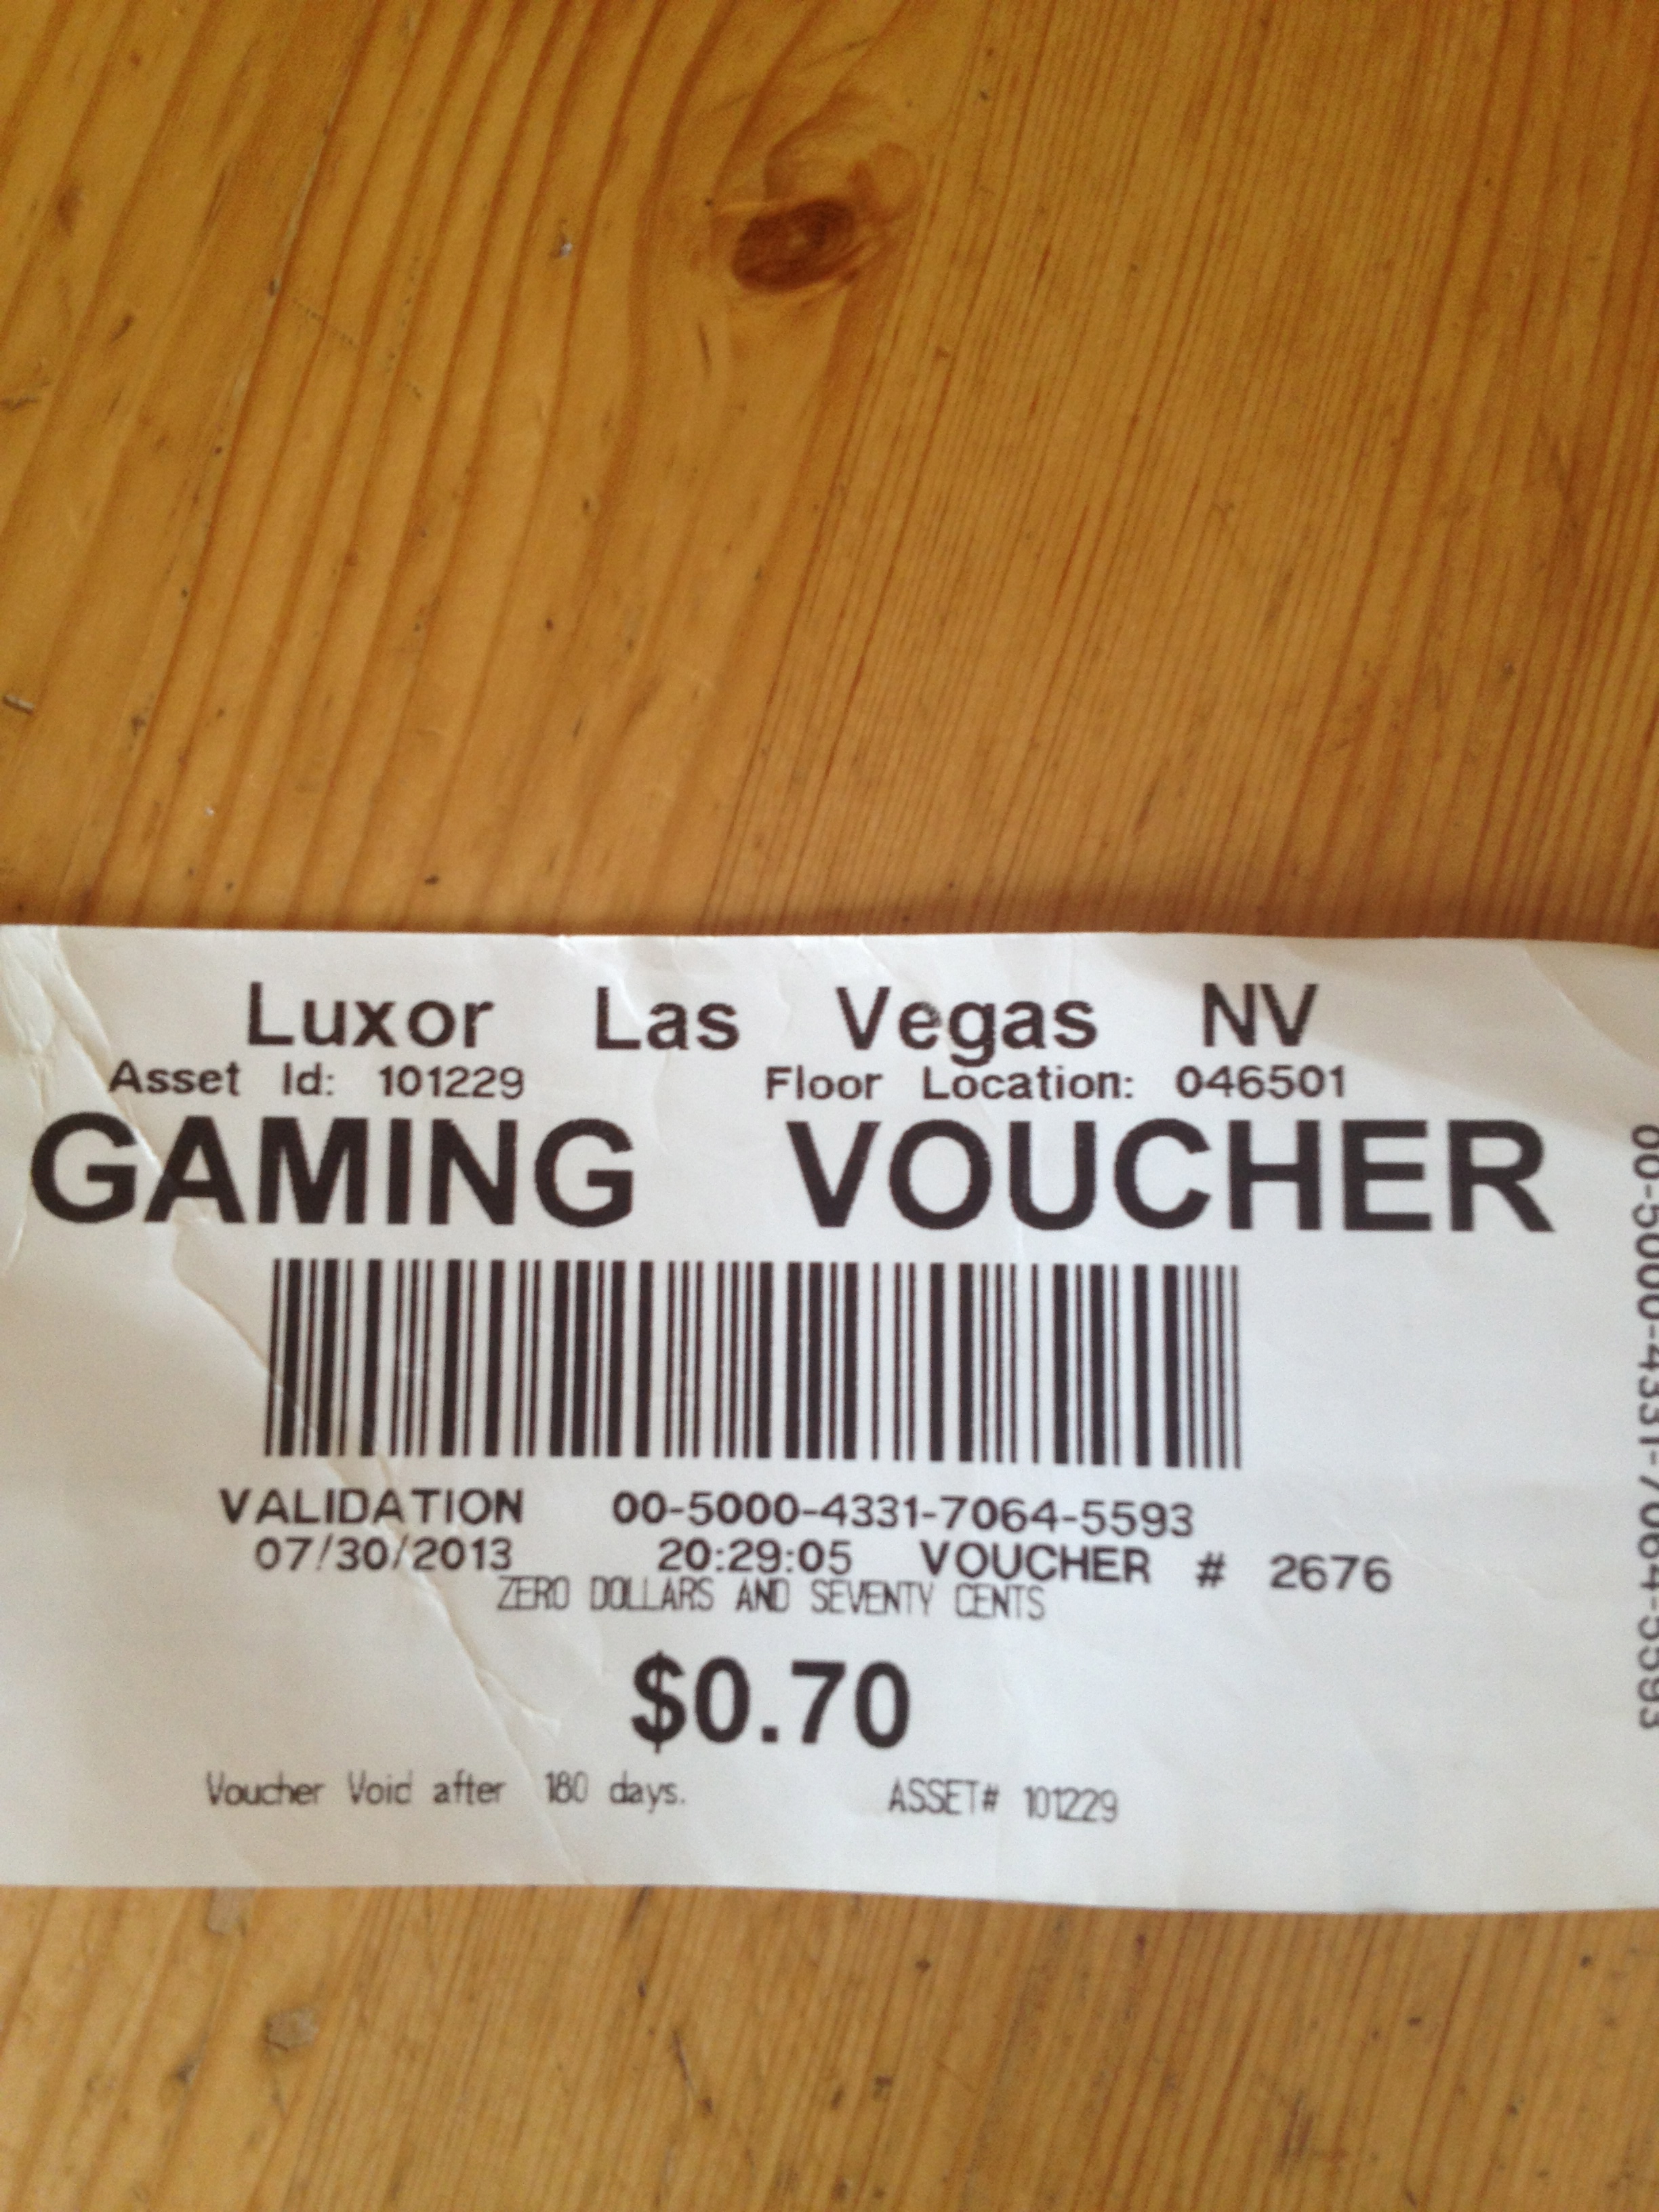 Luxor Las Vegas NV
Asset Id: 101229 Floor Location: 046501
GAMING VOUCHER
VALIDATION 00-5000-4331-7064-5593
07/30/2013 20:29:05 VOUCHER # 2676
ZERO DOLLARS AND SEVENTY CENTS
$0.70
Voucher Void after 180 days. ASSET# 101229
00-5000-4331-7064-5593